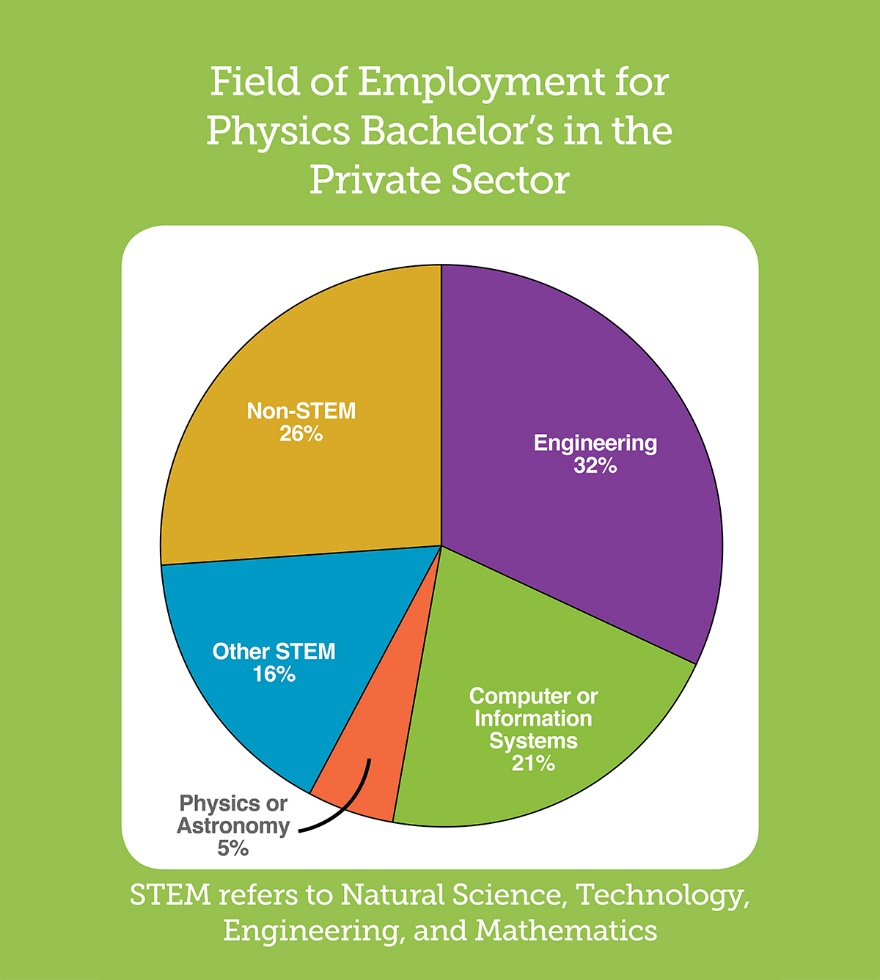 Field of Employment for
Physics Bachelor’s in the
Private Sector
Non-STEM
26%
Engineering
32%
Other STEM
16%
Computer or
Information
Systems
21%
Physics or
Astronomy
5%
STEM refers to Natural Science, Technology,
Engineering, and Mathematics